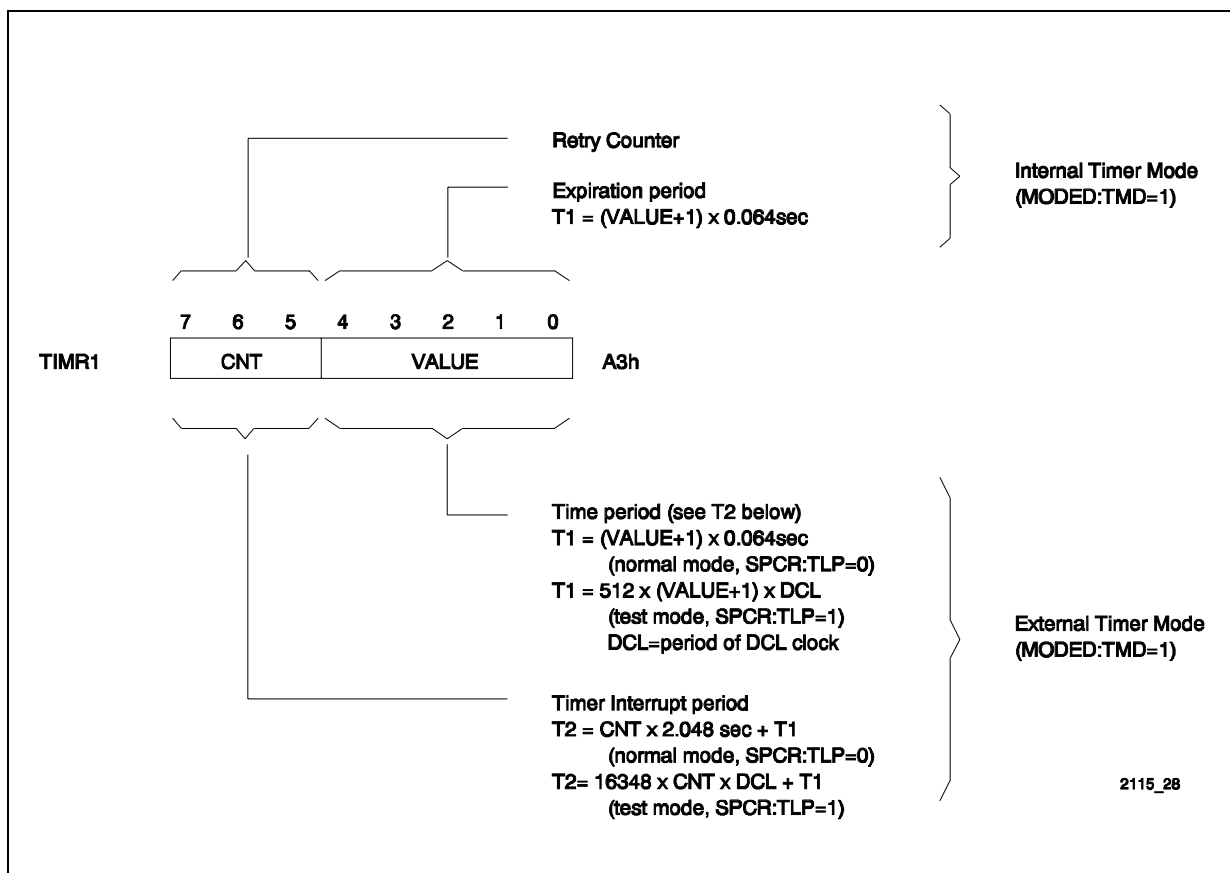 Retry Counter
Expiration period
T1 = (VALUE+1) x 0.064sec
Internal Timer Mode
(MODED:TMD=1)
7 6 5 4 3 2 1 0
TIMR1 CNT VALUE A3h
Time period (see T2 below)
T1 = (VALUE+1) x 0.064sec
(normal mode, SPCR:TLP=0)
T1 = 512 x (VALUE+1) x DCL
(test mode, SPCR:TLP=1)
DCL=period of DCL clock
External Timer Mode
(MODED:TMD=1)
Timer Interrupt period
T2 = CNT x 2.048 sec + T1
(normal mode, SPCR:TLP=0)
T2= 16348 x CNT x DCL + T1
(test mode, SPCR:TLP=1)
2115_28